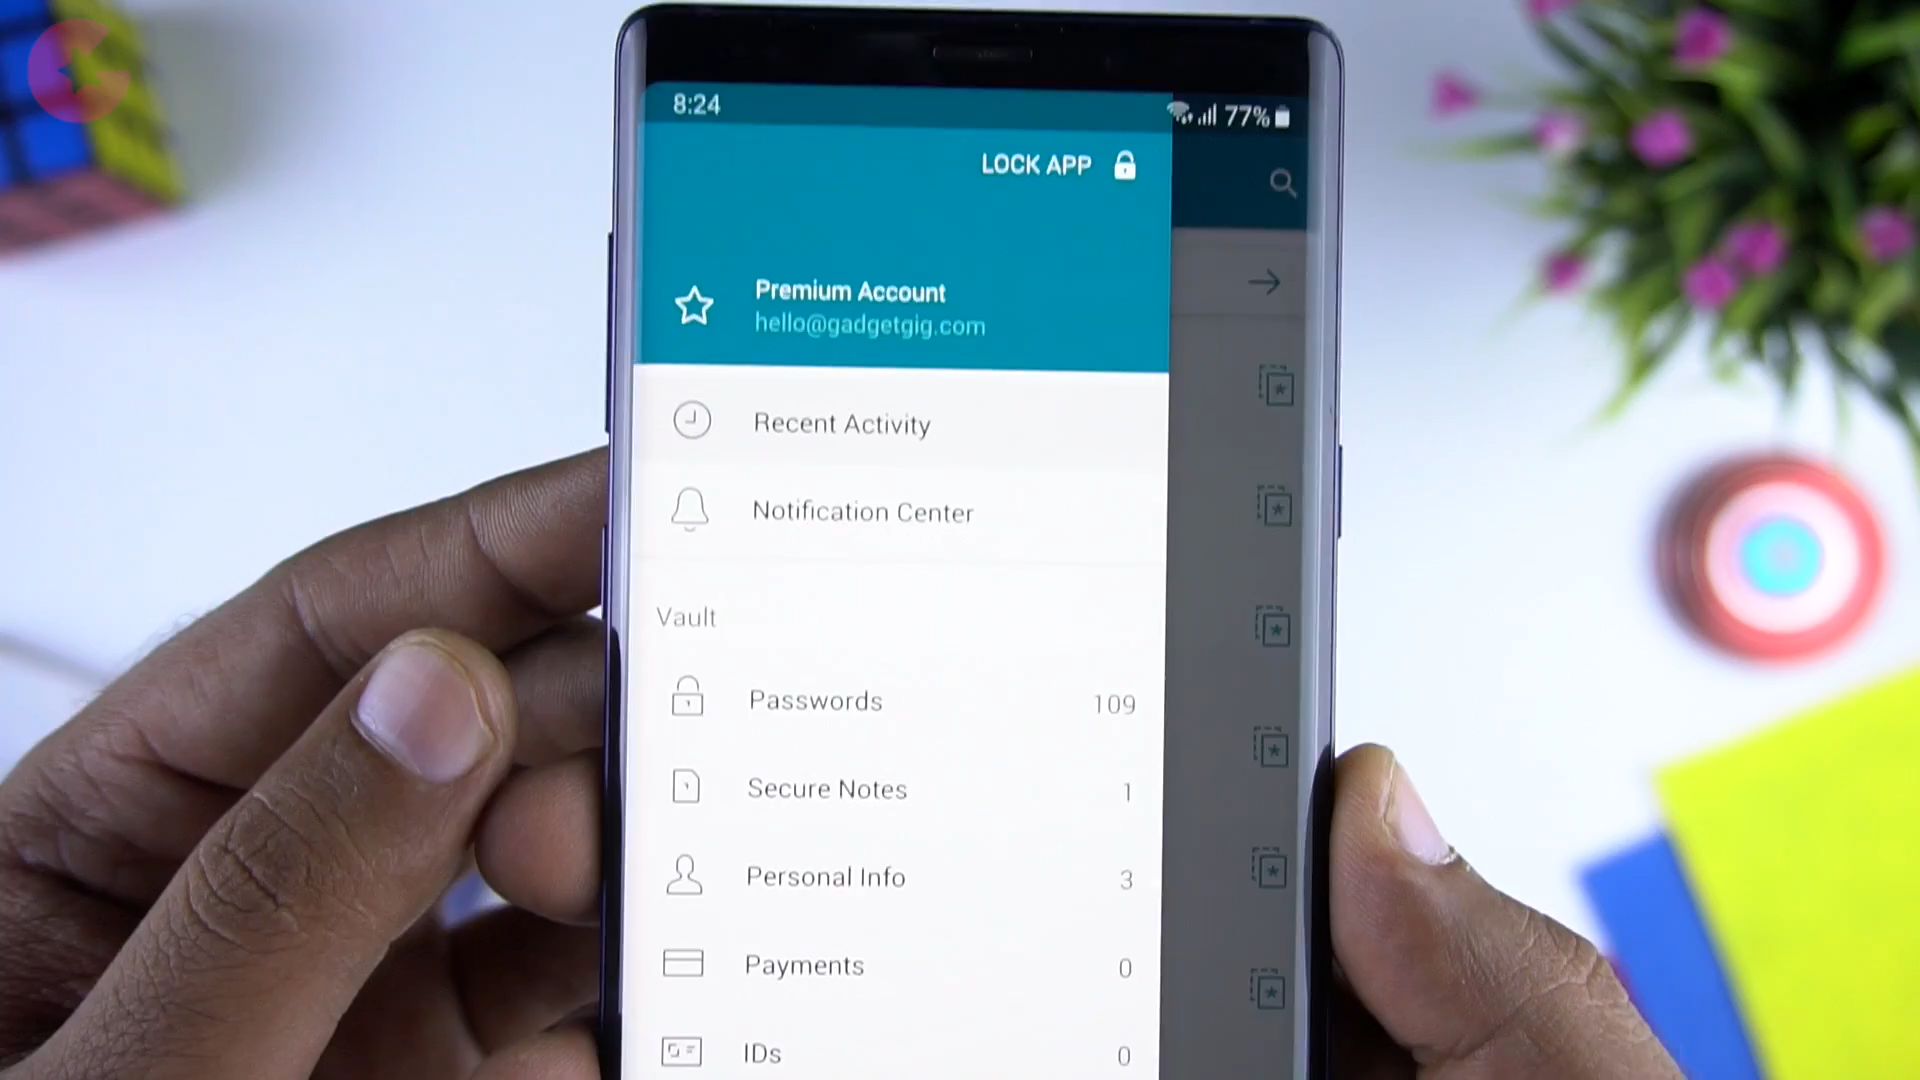 8:24
77%
LOCK APP
Premium Account
hello@gadgetgig.com
Recent Activity
Notification Center
Vault
Passwords 109
Secure Notes 1
Personal Info 3
Payments 0
IDs 0